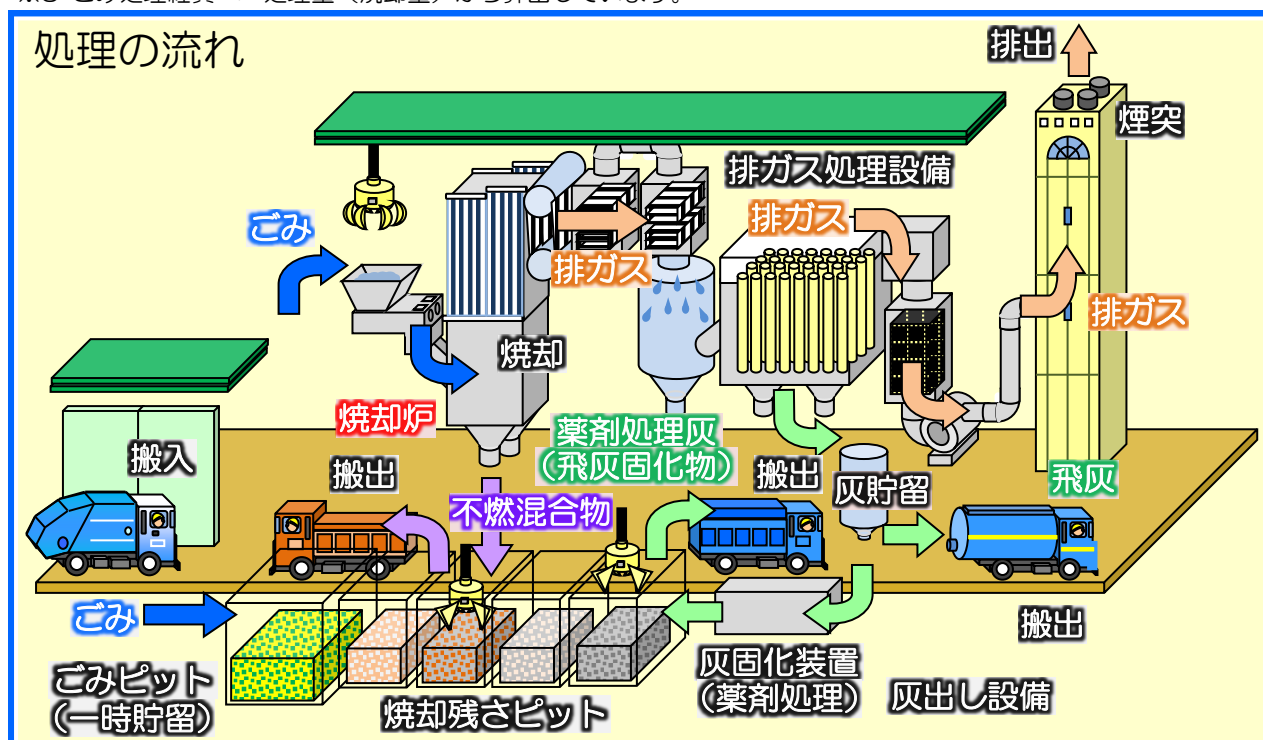 処理の流れ
排出
煙突
排ガス処理設備
ごみ
排ガス
排ガス
排ガス
焼却
焼却炉
搬入
搬出
薬剤処理灰
（飛灰固化物）
搬出
灰貯留
飛灰
不燃混合物
ごみ
搬出
ごみピット
（一時貯留）
焼却残さピット
灰固化装置
（薬剤処理）
灰出し設備